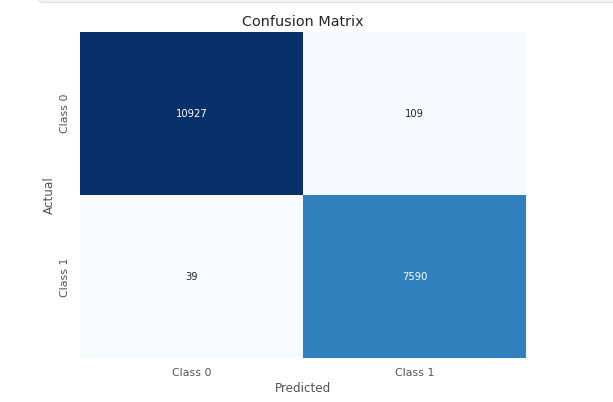 Confusion Matrix
Class 0
10927
109
Actual
Class 1
39
7590
Class 0
Class 1
Predicted